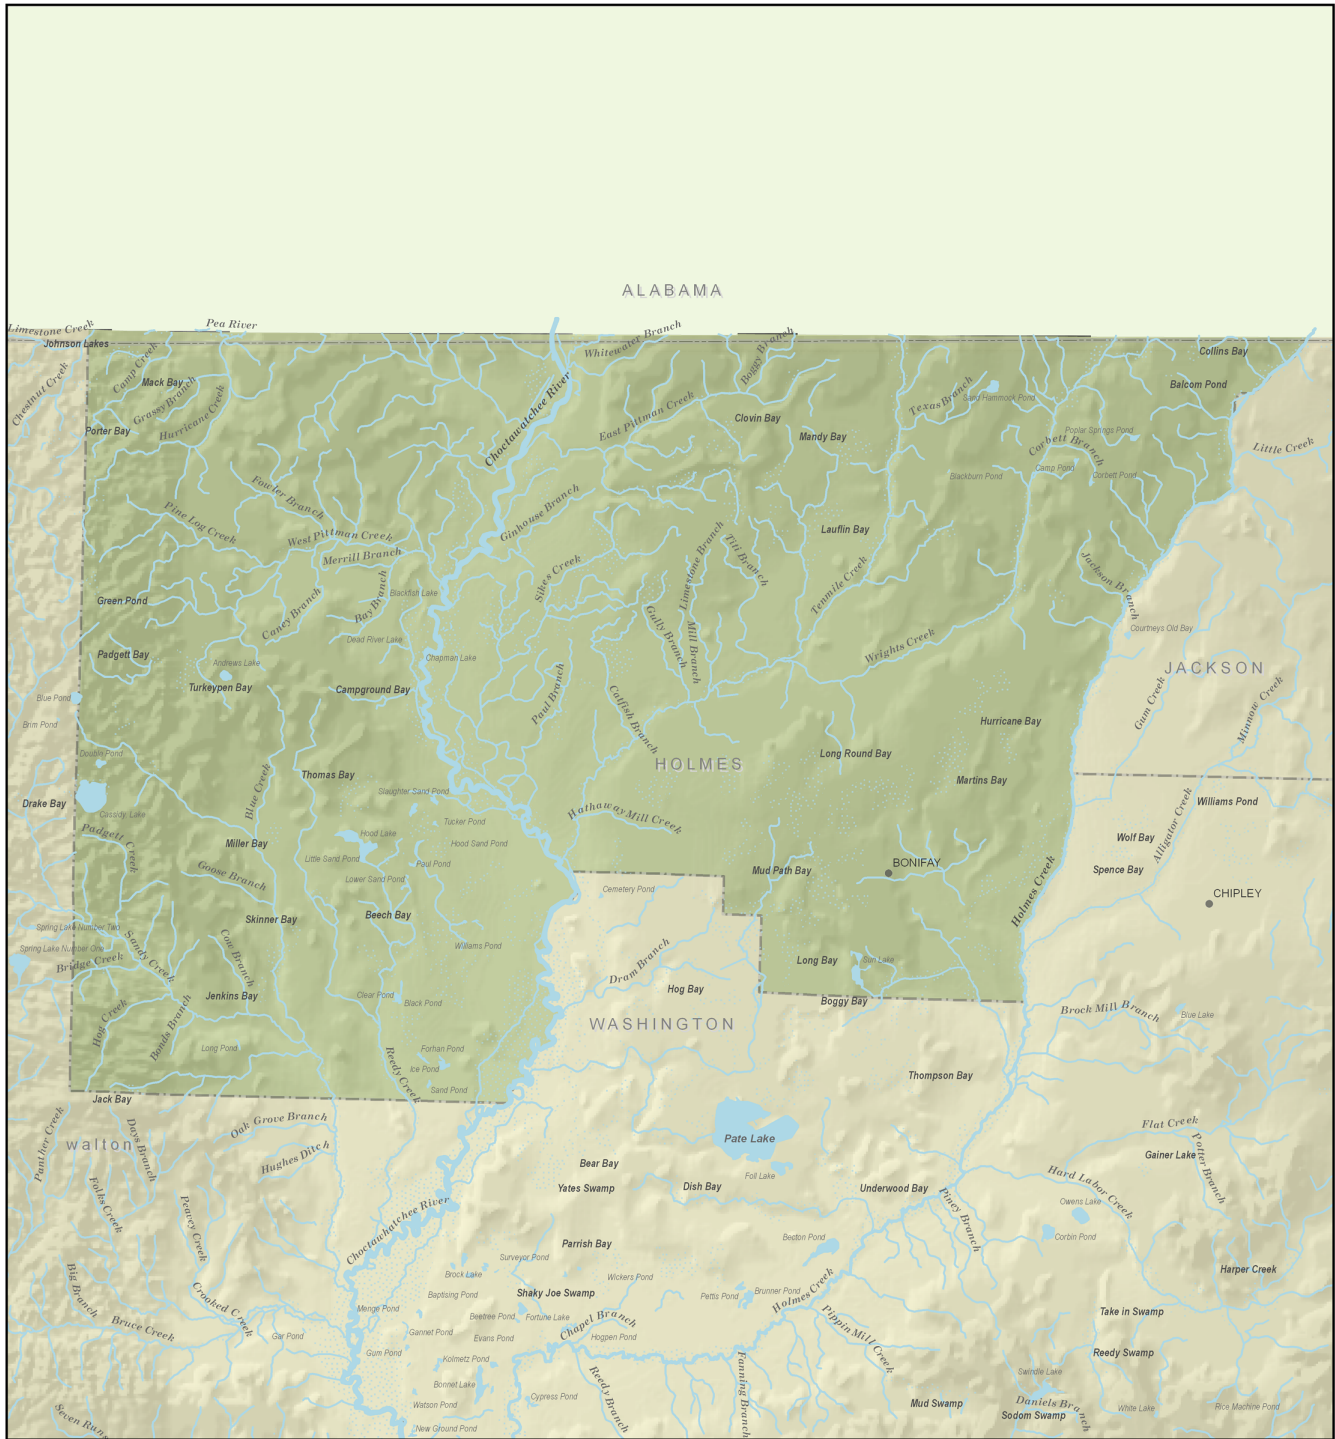 ALABAMA
Limestone Creek
Pea River
Johnson Lakes
Whitewater Branch
Boggy Branch
Collins Bay
Chestnut Creek
Camp Creek
Mack Bay
Grassy Branch
Hurricane Creek
Porter Bay
Choctawatchee River
East Pittman Creek
Clovin Bay
Mandy Bay
Texas Branch
Sand Hammock Pond
Balcom Pond
Poplar Springs Pond
Corbett Branch
Camp Pond
Corbett Pond
Blackburn Pond
Little Creek
Fowler Branch
Pine Log Creek
West Pittman Creek
Merrill Branch
Ginhouse Branch
Lauflin Bay
Limestone Branch
Titi Branch
Sikes Creek
Bay Branch
Blackfish Lake
Caney Branch
Tenmile Creek
Jackson Branch
Green Pond
Gully Branch
Mill Branch
Dead River Lake
Chapman Lake
Wrights Creek
Courtneys Old Bay
Padgett Bay
Andrews Lake
Turkeypen Bay
Campground Bay
Paul Branch
Catfish Branch
JACKSON
Gum Creek
Minnow Creek
Blue Pond
Brim Pond
Hurricane Bay
Double Pond
Long Round Bay
HOLMES
Thomas Bay
Blue Creek
Martins Bay
Slaughter Sand Pond
Drake Bay
Cassidy, Lake
Hathaway Mill Creek
Williams Pond
Tucker Pond
Padgett Creek
Hood Lake
Hood Sand Pond
Miller Bay
Alligator Creek
Wolf Bay
Little Sand Pond
Paul Pond
Lower Sand Pond
Goose Branch
Mud Path Bay
BONIFAY
Spence Bay
Cemetery Pond
CHIPLEY
Holmes Creek
Skinner Bay
Beech Bay
Spring Lake Number Two
Spring Lake Number One
Sandy Creek
Cow Branch
Williams Pond
Bridge Creek
Dram Branch
Long Bay
Sun Lake
Jenkins Bay
Clear Pond
Black Pond
Hog Bay
Boggy Bay
Hog Creek
Bonds Branch
WASHINGTON
Brock Mill Branch
Blue Lake
Long Pond
Forhan Pond
Ice Pond
Reedy Creek
Sand Pond
Thompson Bay
Jack Bay
Panther Creek
walton
Days Branch
Oak Grove Branch
Hughes Ditch
Pate Lake
Flat Creek
Gainer Lake
Potter Branch
Bear Bay
Foll Lake
Yates Swamp
Dish Bay
Underwood Bay
Hard Labor Creek
Folks Creek
Peavey Creek
Choctawhatchee River
Piney Branch
Owens Lake
Corbin Pond
Parrish Bay
Becton Pond
Surveyor Pond
Brock Lake
Wickers Pond
Harper Creek
Big Branch
Baptising Pond
Shaky Joe Swamp
Pettis Pond
Brunner Pond
Holmes Creek
Crooked Creek
Menge Pond
Beetree Pond
Fortune Lake
Chapel Branch
Pippin Mill Creek
Take in Swamp
Bruce Creek
Gar Pond
Gannet Pond
Evans Pond
Hogpen Pond
Gum Pond
Kolmetz Pond
Reedy Swamp
Bonnet Lake
Reedy Branch
Fanning Branch
Swindle Lake
Cypress Pond
Watson Pond
Mud Swamp
Daniels Branch
Sodom Swamp
White Lake
Rice Machine Pond
Seven Runs
New Ground Pond